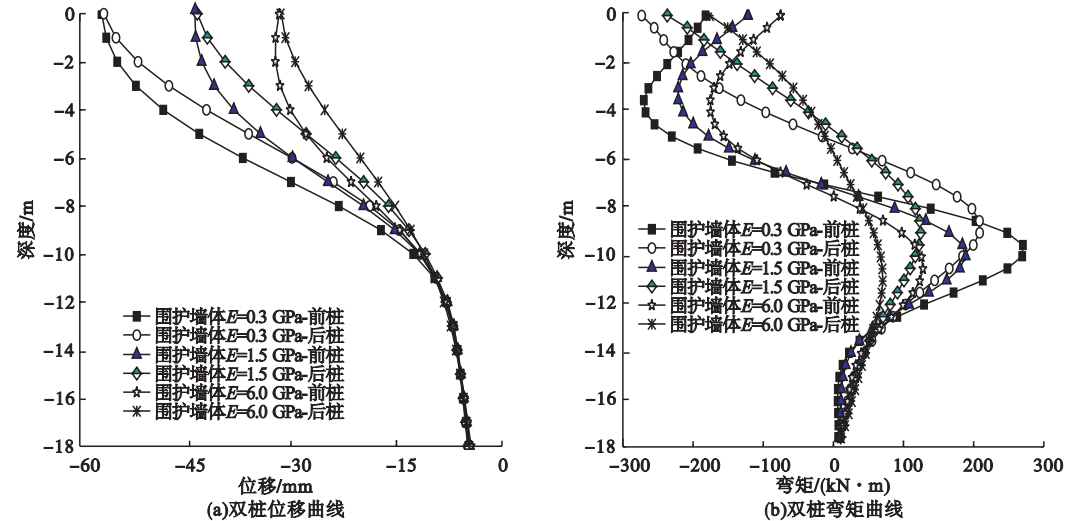 0
−2
−4
−6
−8
−10
−12
−14
−16
−18
深度/m
围护墙体E=0.3 GPa-前桩
围护墙体E=0.3 GPa-后桩
围护墙体E=1.5 GPa-前桩
围护墙体E=1.5 GPa-后桩
围护墙体E=6.0 GPa-前桩
围护墙体E=6.0 GPa-后桩
−60 −45 −30 −15 0
位移/mm
(a)双桩位移曲线
0
−2
−4
−6
−8
−10
−12
−14
−16
−18
深度/m
围护墙体E=0.3 GPa-前桩
围护墙体E=0.3 GPa-后桩
围护墙体E=1.5 GPa-前桩
围护墙体E=1.5 GPa-后桩
围护墙体E=6.0 GPa-前桩
围护墙体E=6.0 GPa-后桩
−300 −200 −100 0 100 200 300
弯矩/(kN·m)
(b)双桩弯矩曲线